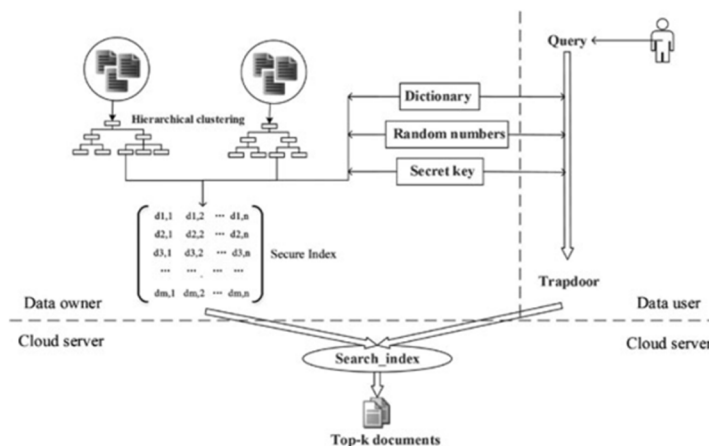 Query
Dictionary
Hierarchical clustering
Random numbers
Secret key
d1,1 d1,2 ··· d1,n
d2,1 d2,2 ··· d2,n
d3,1 d3,2 ··· d3,n
··· ··· . ··· ···
dm,1 dm,2 ··· dm,n
Secure Index
Trapdoor
Data owner
Data user
Cloud server
Cloud server
Search_index
Top-k documents